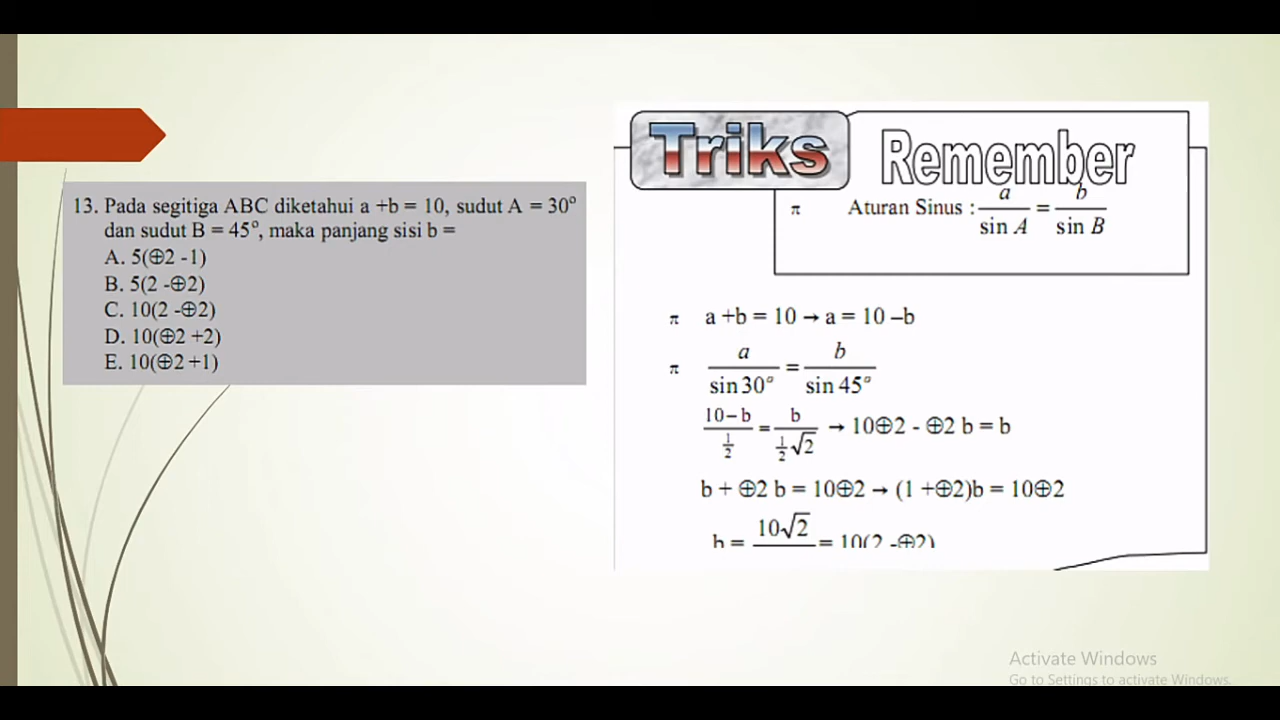 13. Pada segitiga ABC diketahui a +b = 10, sudut A = 30°
dan sudut B = 45°, maka panjang sisi b =
A. 5(⊕2 -1)
B. 5(2 -⊕2)
C. 10(2 -⊕2)
D. 10(⊕2 +2)
E. 10(⊕2 +1)
Triks
Remember
π Aturan Sinus : a/sin A = b/sin B
π a +b = 10 → a = 10 –b
π a/sin 30° = b/sin 45°
(10 – b)/(1/2) = b/(1/2 √2) → 10⊕2 - ⊕2 b = b
b + ⊕2 b = 10⊕2 → (1 +⊕2)b = 10⊕2
b = 10√2 = 10(2 -⊕2)
Activate Windows
Go to Settings to activate Windows.